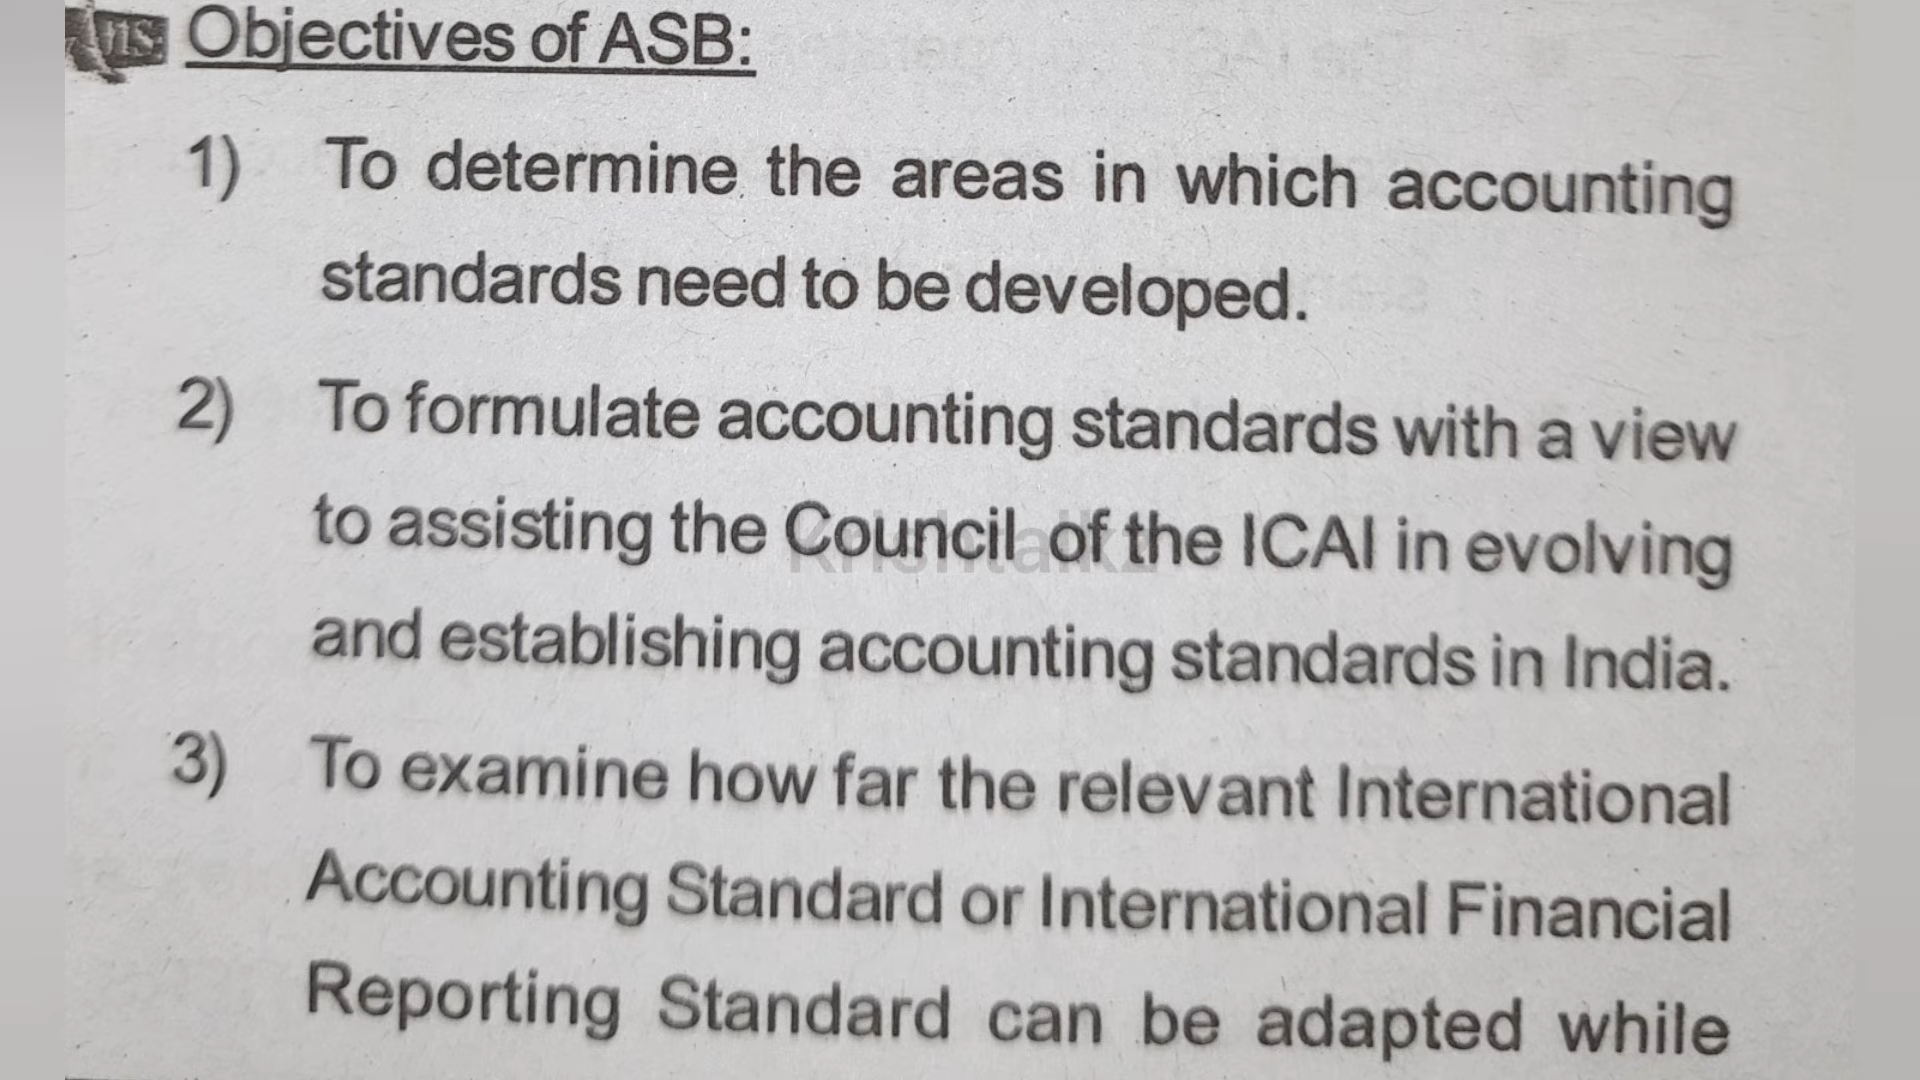 Ans: Objectives of ASB:
1) To determine the areas in which accounting
standards need to be developed.
2) To formulate accounting standards with a view
to assisting the Council of the ICAI in evolving
and establishing accounting standards in India.
3) To examine how far the relevant International
Accounting Standard or International Financial
Reporting Standard can be adapted while